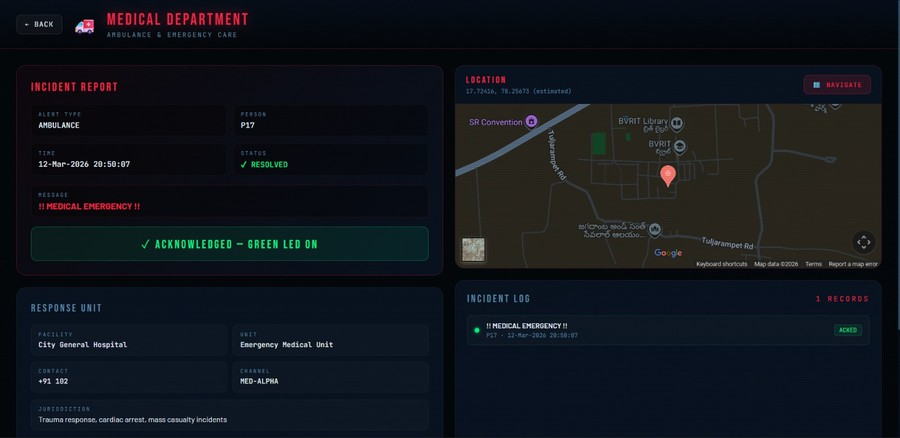 ← BACK
MEDICAL DEPARTMENT
AMBULANCE & EMERGENCY CARE
INCIDENT REPORT
ALERT TYPE
AMBULANCE
PERSON
P17
TIME
12-Mar-2026 20:50:07
STATUS
✓ RESOLVED
MESSAGE
!! MEDICAL EMERGENCY !!
✓ ACKNOWLEDGED — GREEN LED ON
RESPONSE UNIT
FACILITY
City General Hospital
UNIT
Emergency Medical Unit
CONTACT
+91 102
CHANNEL
MED-ALPHA
JURISDICTION
Trauma response, cardiac arrest, mass casualty incidents
LOCATION
17.72416, 78.25673 (estimated)
NAVIGATE
SR Convention
BVRIT Library
BVRIT
Tuljarampet Rd
జగదాంబ అండ్ సంత్
సేవలాల్ ఆలయం...
Tuljarampet Rd
Google
Keyboard shortcuts Map data ©2026 Terms Report a map error
INCIDENT LOG
1 RECORDS
!! MEDICAL EMERGENCY !!
P17 · 12-Mar-2026 20:50:07
ACKED